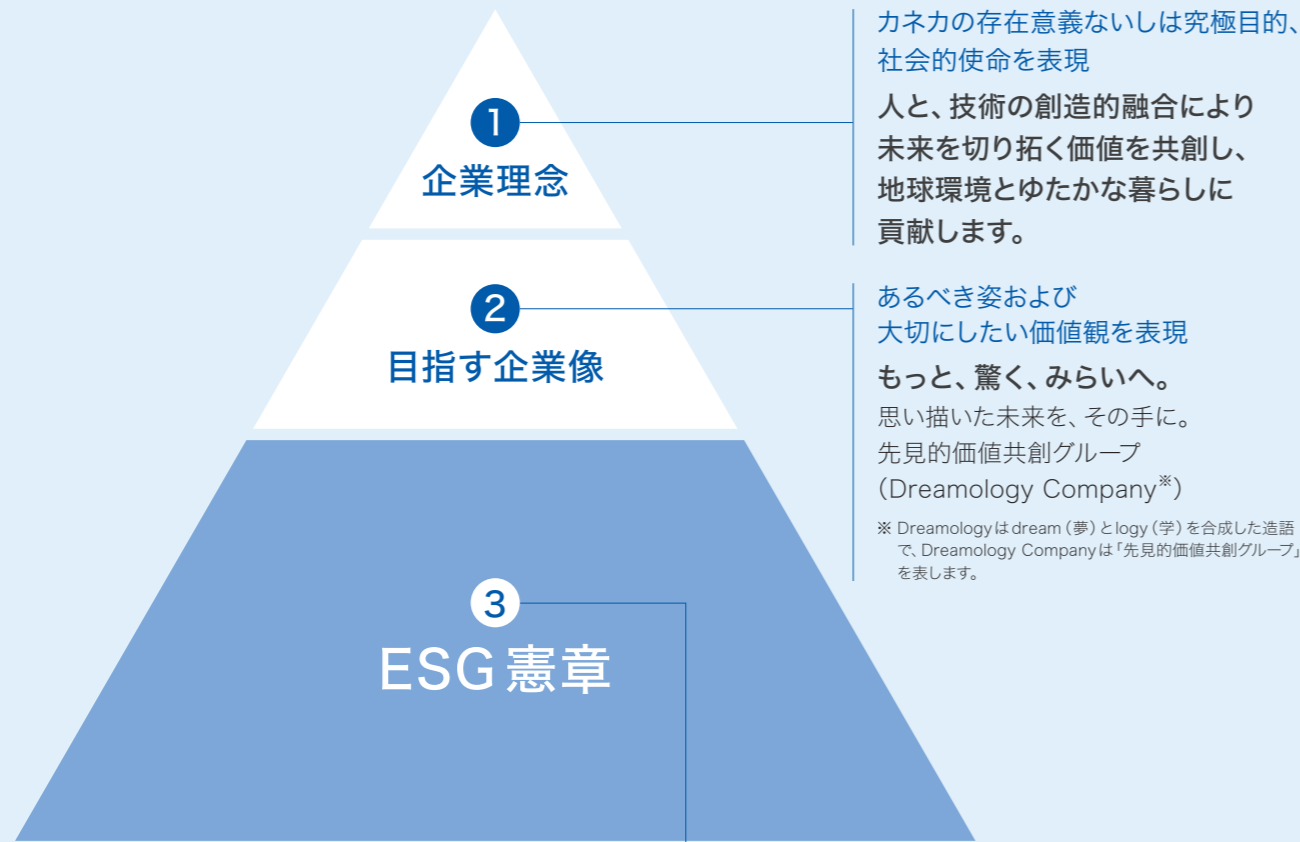 1
企業理念
カネカの存在意義ないしは究極目的、
社会的使命を表現
人と、技術の創造的融合により
未来を切り拓く価値を共創し、
地球環境とゆたかな暮らしに
貢献します。
2
目指す企業像
あるべき姿および
大切にしたい価値観を表現
もっと、驚く、みらいへ。
思い描いた未来を、その手に。
先見的価値共創グループ
（Dreamology Company※）
※ Dreamologyはdream（夢）とlogy（学）を合成した造語
で、Dreamology Companyは「先見的価値共創グループ」
を表します。
3
ESG憲章